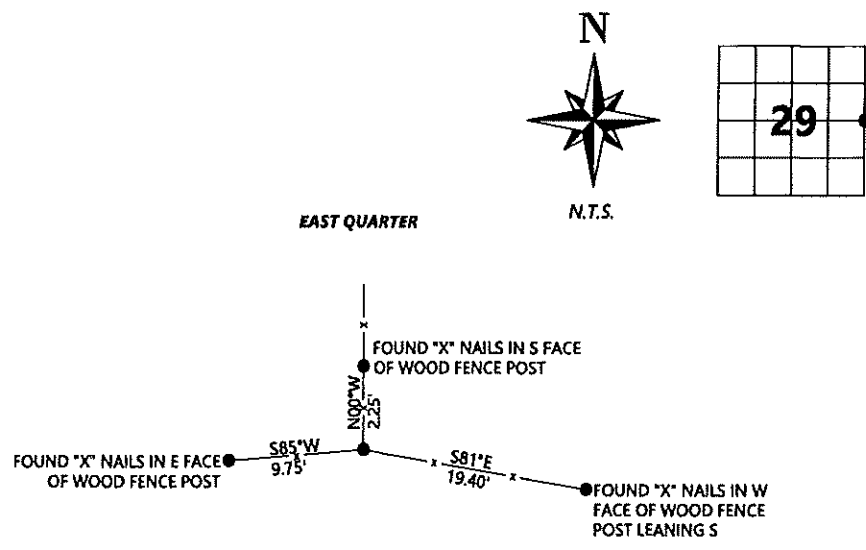 N
29
N.T.S.
EAST QUARTER
FOUND "X" NAILS IN S FACE
OF WOOD FENCE POST
N00°W
2.25'
S85°W
9.75'
FOUND "X" NAILS IN E FACE
OF WOOD FENCE POST
S81°E
19.40'
FOUND "X" NAILS IN W
FACE OF WOOD FENCE
POST LEANING S